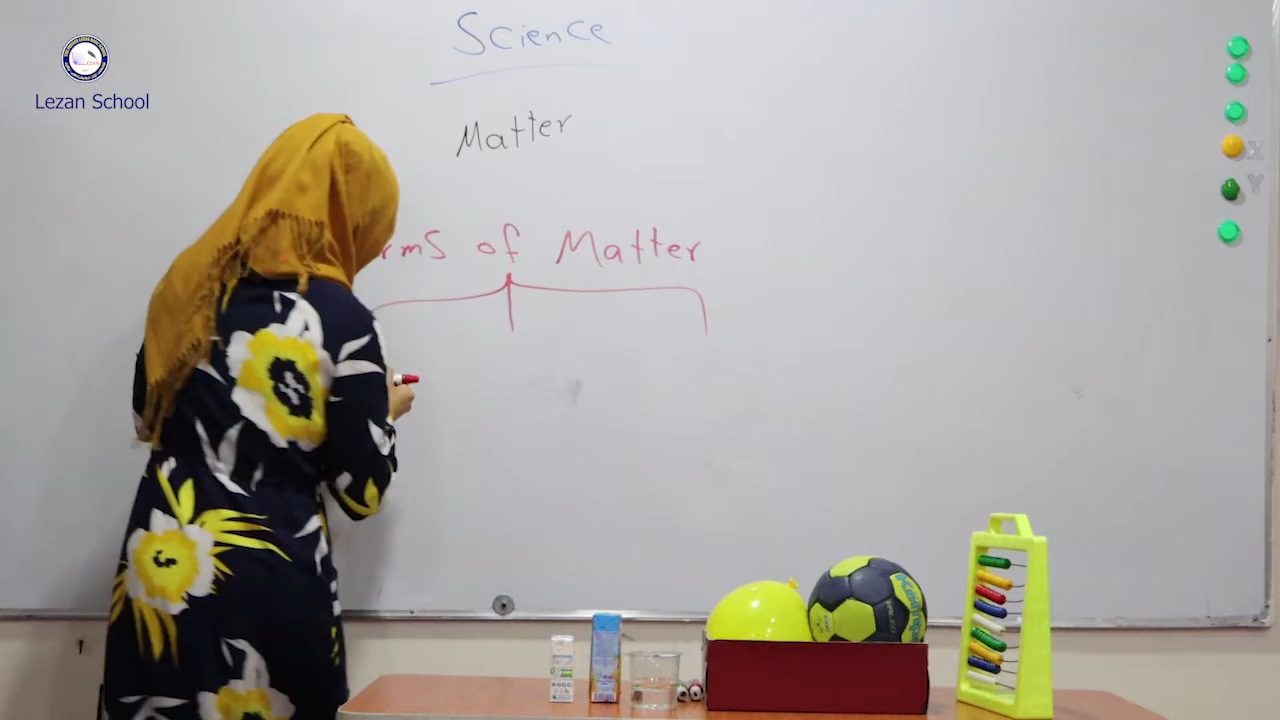 Science
Lezan School
Matter
rms of Matter
X
Y